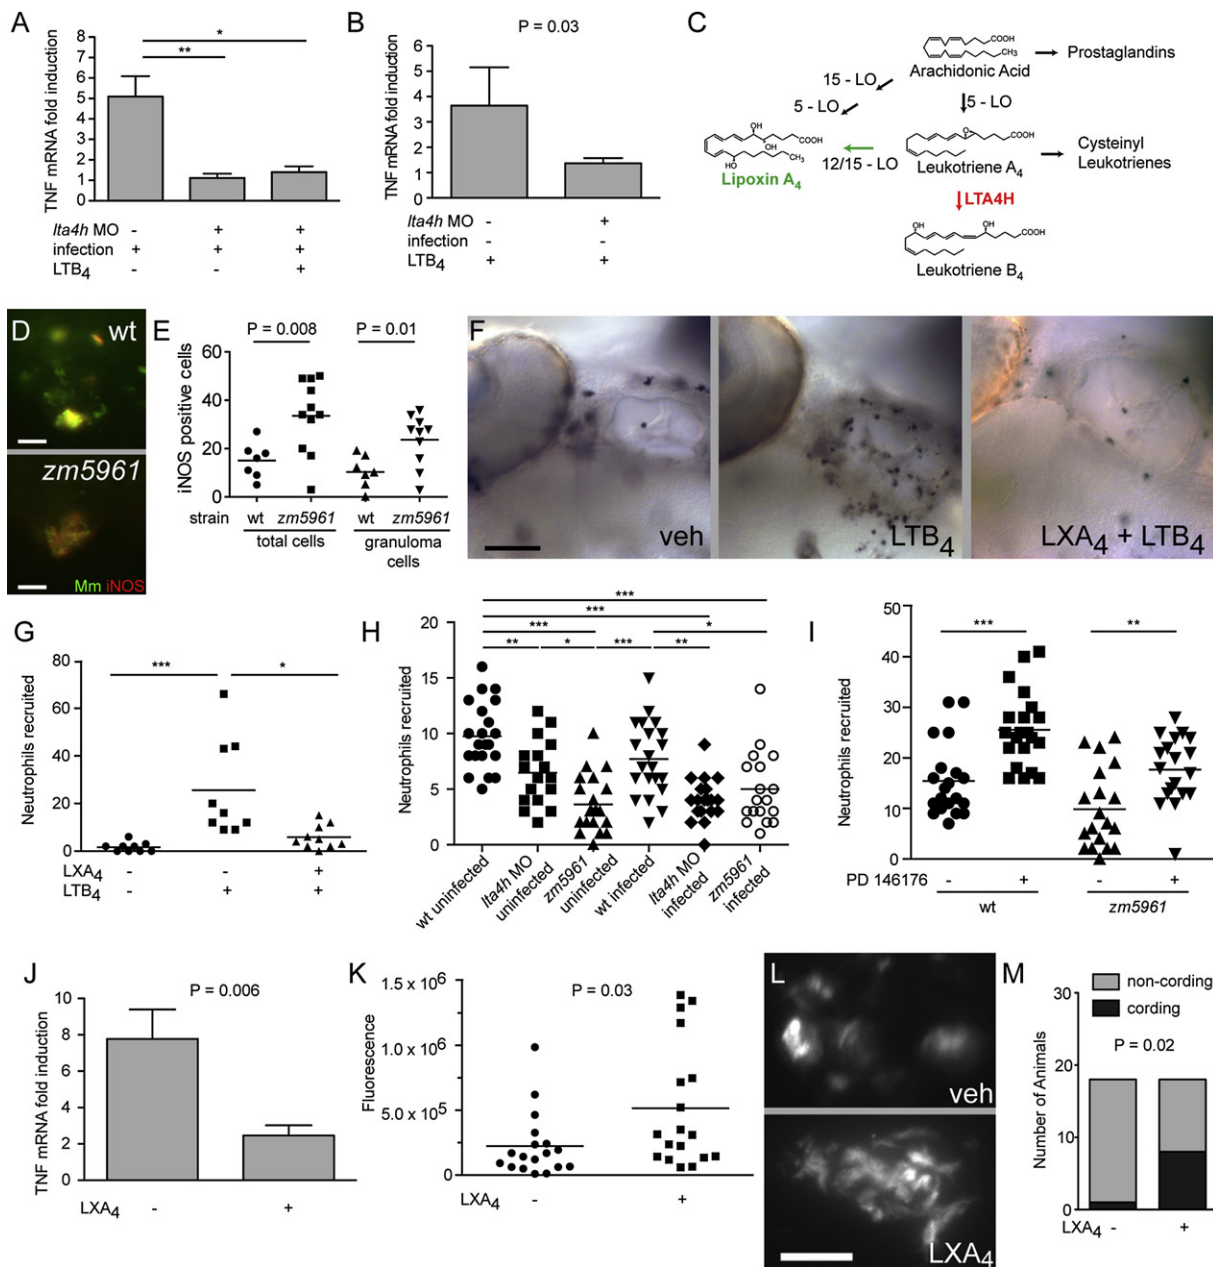 A
TNF mRNA fold induction
8
7
6
5
4
3
2
1
0
*
**
lta4h MO - + +
infection + + +
LTB4 - - +
B
P = 0.03
TNF mRNA fold induction
6
5
4
3
2
1
0
lta4h MO - +
infection - -
LTB4 + +
C
COOH
CH3
Arachidonic Acid
Prostaglandins
15 - LO
5 - LO
5 - LO
OH
COOH
OH
CH3
HO
Lipoxin A4
12/15 - LO
O
COOH
Leukotriene A4
Cysteinyl
Leukotrienes
LTA4H
OH
OH
COOH
Leukotriene B4
D
wt
zm5961
Mm iNOS
E
P = 0.008 P = 0.01
iNOS positive cells
60
40
20
0
strain wt zm5961 wt zm5961
total cells granuloma
cells
F
veh
LTB4
LXA4 + LTB4
G
*** *
Neutrophils recruited
80
60
40
20
0
LXA4 - - +
LTB4 - + +
H
***
***
*** *
** * *** **
Neutrophils recruited
20
15
10
5
0
wt uninfected
lta4h MO
uninfected
zm5961
uninfected
wt infected
lta4h MO
infected
zm5961
infected
I
*** **
Neutrophils recruited
50
40
30
20
10
0
PD 146176 - + - +
wt zm5961
J
P = 0.006
TNF mRNA fold induction
10
8
6
4
2
0
LXA4 - +
K
P = 0.03
Fluorescence
1.5 x 10^6
1.0 x 10^6
5.0 x 10^5
0
LXA4 - +
L
veh
LXA4
M
non-cording
cording
P = 0.02
Number of Animals
30
20
10
0
LXA4 - +